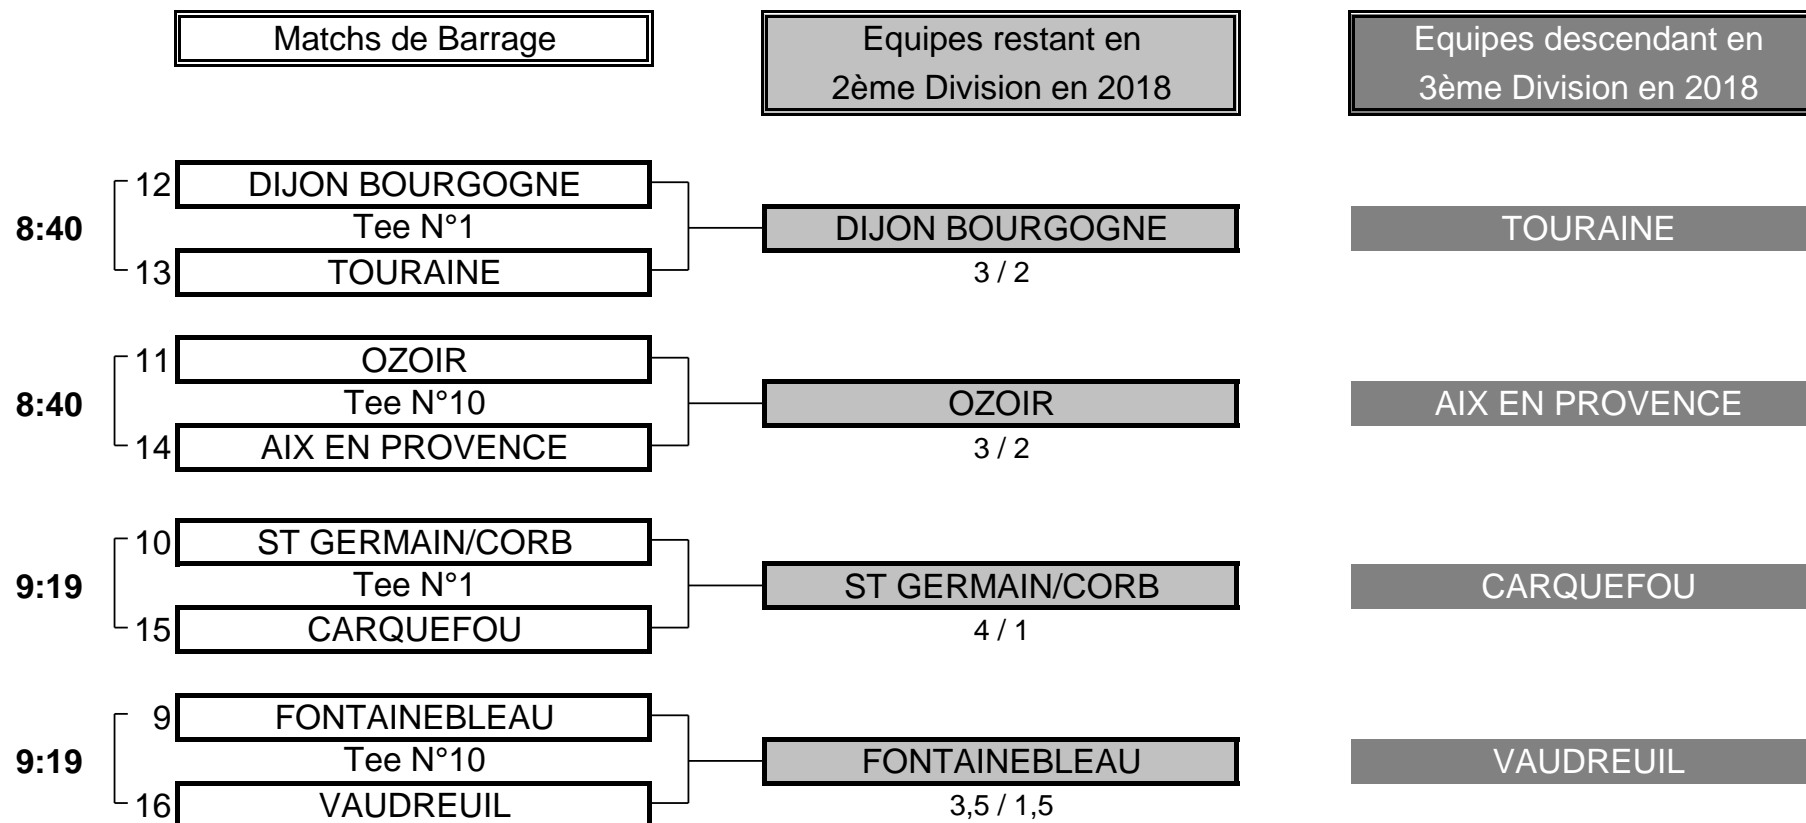 Matchs de Barrage
Equipes restant en
2ème Division en 2018
Equipes descendant en
3ème Division en 2018
12 DIJON BOURGOGNE
8:40 Tee N°1 DIJON BOURGOGNE TOURAINE
13 TOURAINE 3 / 2
11 OZOIR
8:40 Tee N°10 OZOIR AIX EN PROVENCE
14 AIX EN PROVENCE 3 / 2
10 ST GERMAIN/CORB
9:19 Tee N°1 ST GERMAIN/CORB CARQUEFOU
15 CARQUEFOU 4 / 1
9 FONTAINEBLEAU
9:19 Tee N°10 FONTAINEBLEAU VAUDREUIL
16 VAUDREUIL 3,5 / 1,5